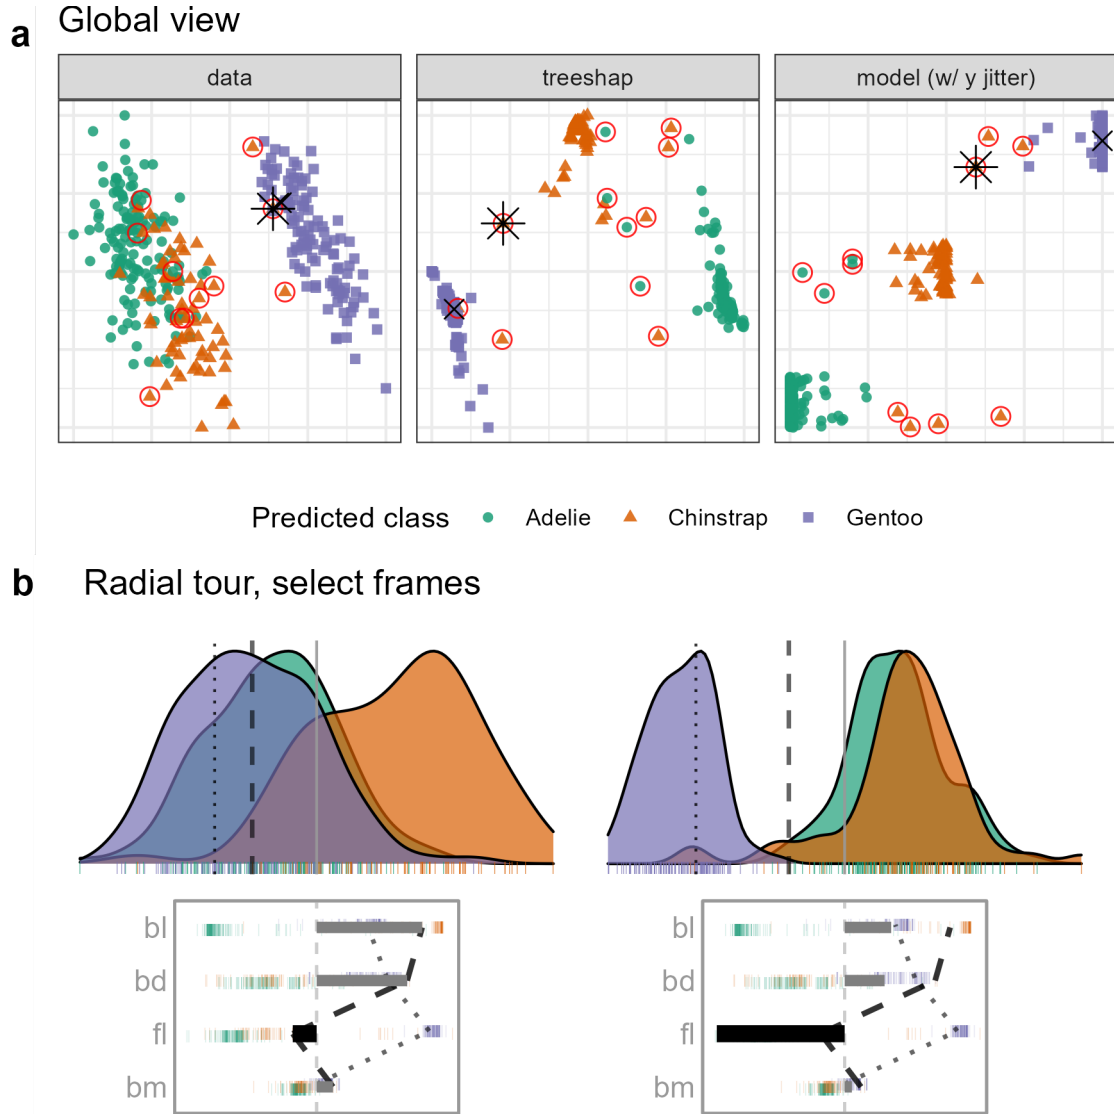 a Global view
data treeshap model (w/ y jitter)
Predicted class Adelie Chinstrap Gentoo
b Radial tour, select frames
bl bl
bd bd
fl fl
bm bm